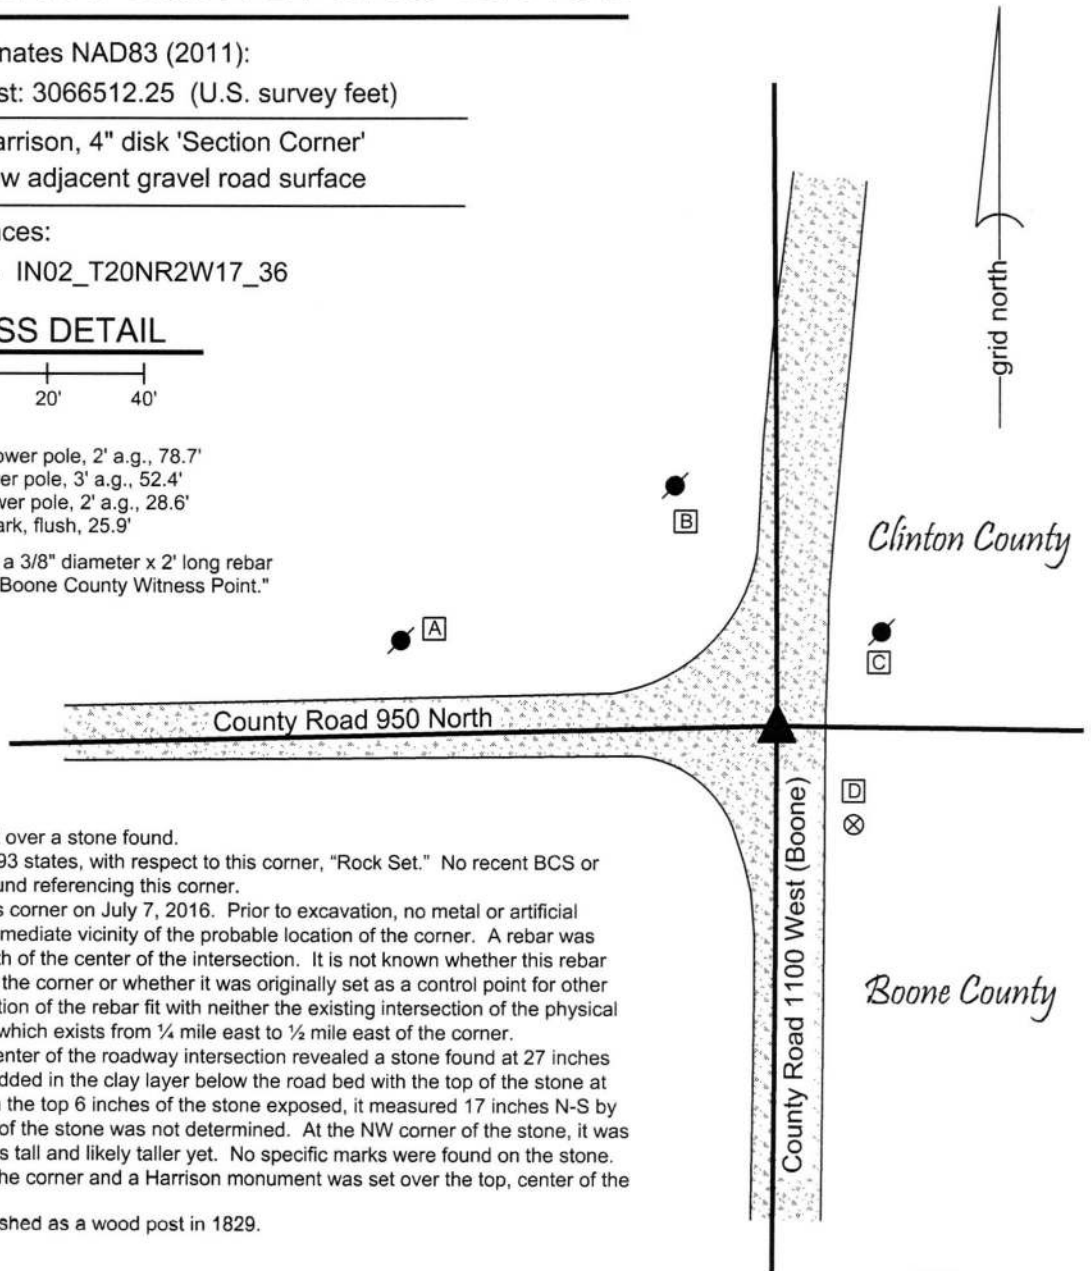 nates NAD83 (2011):
st: 3066512.25 (U.S. survey feet)
arrison, 4" disk 'Section Corner'
w adjacent gravel road surface
nces:
IN02_T20NR2W17_36
SS DETAIL
20' 40'
ower pole, 2' a.g., 78.7'
er pole, 3' a.g., 52.4'
wer pole, 2' a.g., 28.6'
ark, flush, 25.9'
a 3/8" diameter x 2' long rebar
Boone County Witness Point."
grid north
B
Clinton County
A
C
County Road 950 North
D
County Road 1100 West (Boone)
Boone County
over a stone found.
93 states, with respect to this corner, “Rock Set.” No recent BCS or
und referencing this corner.
s corner on July 7, 2016. Prior to excavation, no metal or artificial
mediate vicinity of the probable location of the corner. A rebar was
th of the center of the intersection. It is not known whether this rebar
the corner or whether it was originally set as a control point for other
tion of the rebar fit with neither the existing intersection of the physical
which exists from ¼ mile east to ½ mile east of the corner.
enter of the roadway intersection revealed a stone found at 27 inches
dded in the clay layer below the road bed with the top of the stone at
the top 6 inches of the stone exposed, it measured 17 inches N-S by
of the stone was not determined. At the NW corner of the stone, it was
s tall and likely taller yet. No specific marks were found on the stone.
he corner and a Harrison monument was set over the top, center of the
shed as a wood post in 1829.